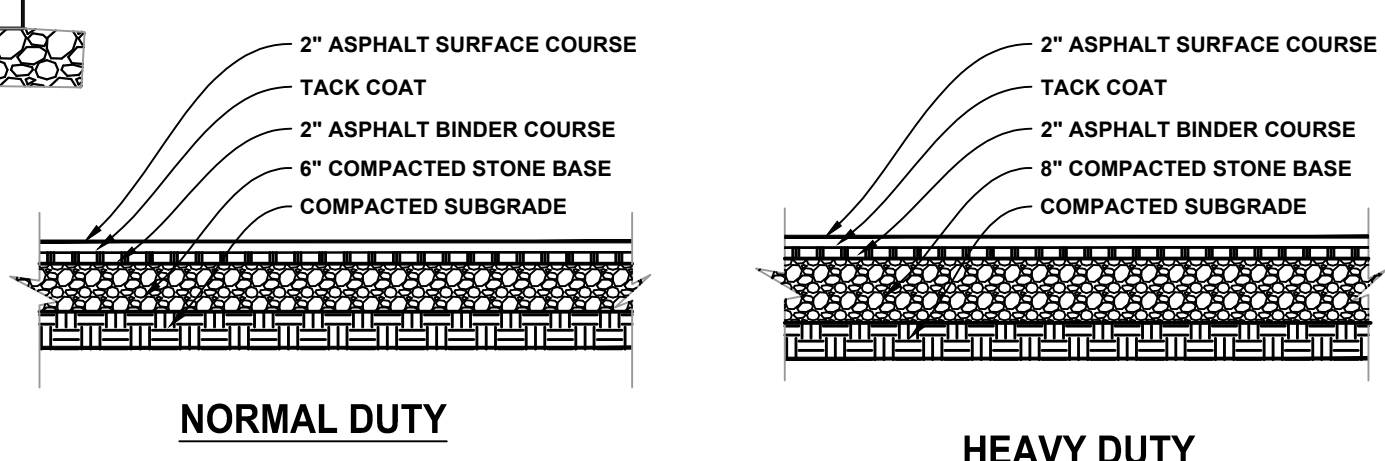 2" ASPHALT SURFACE COURSE
TACK COAT
2" ASPHALT BINDER COURSE
6" COMPACTED STONE BASE
COMPACTED SUBGRADE
NORMAL DUTY
2" ASPHALT SURFACE COURSE
TACK COAT
2" ASPHALT BINDER COURSE
8" COMPACTED STONE BASE
COMPACTED SUBGRADE
HEAVY DUTY